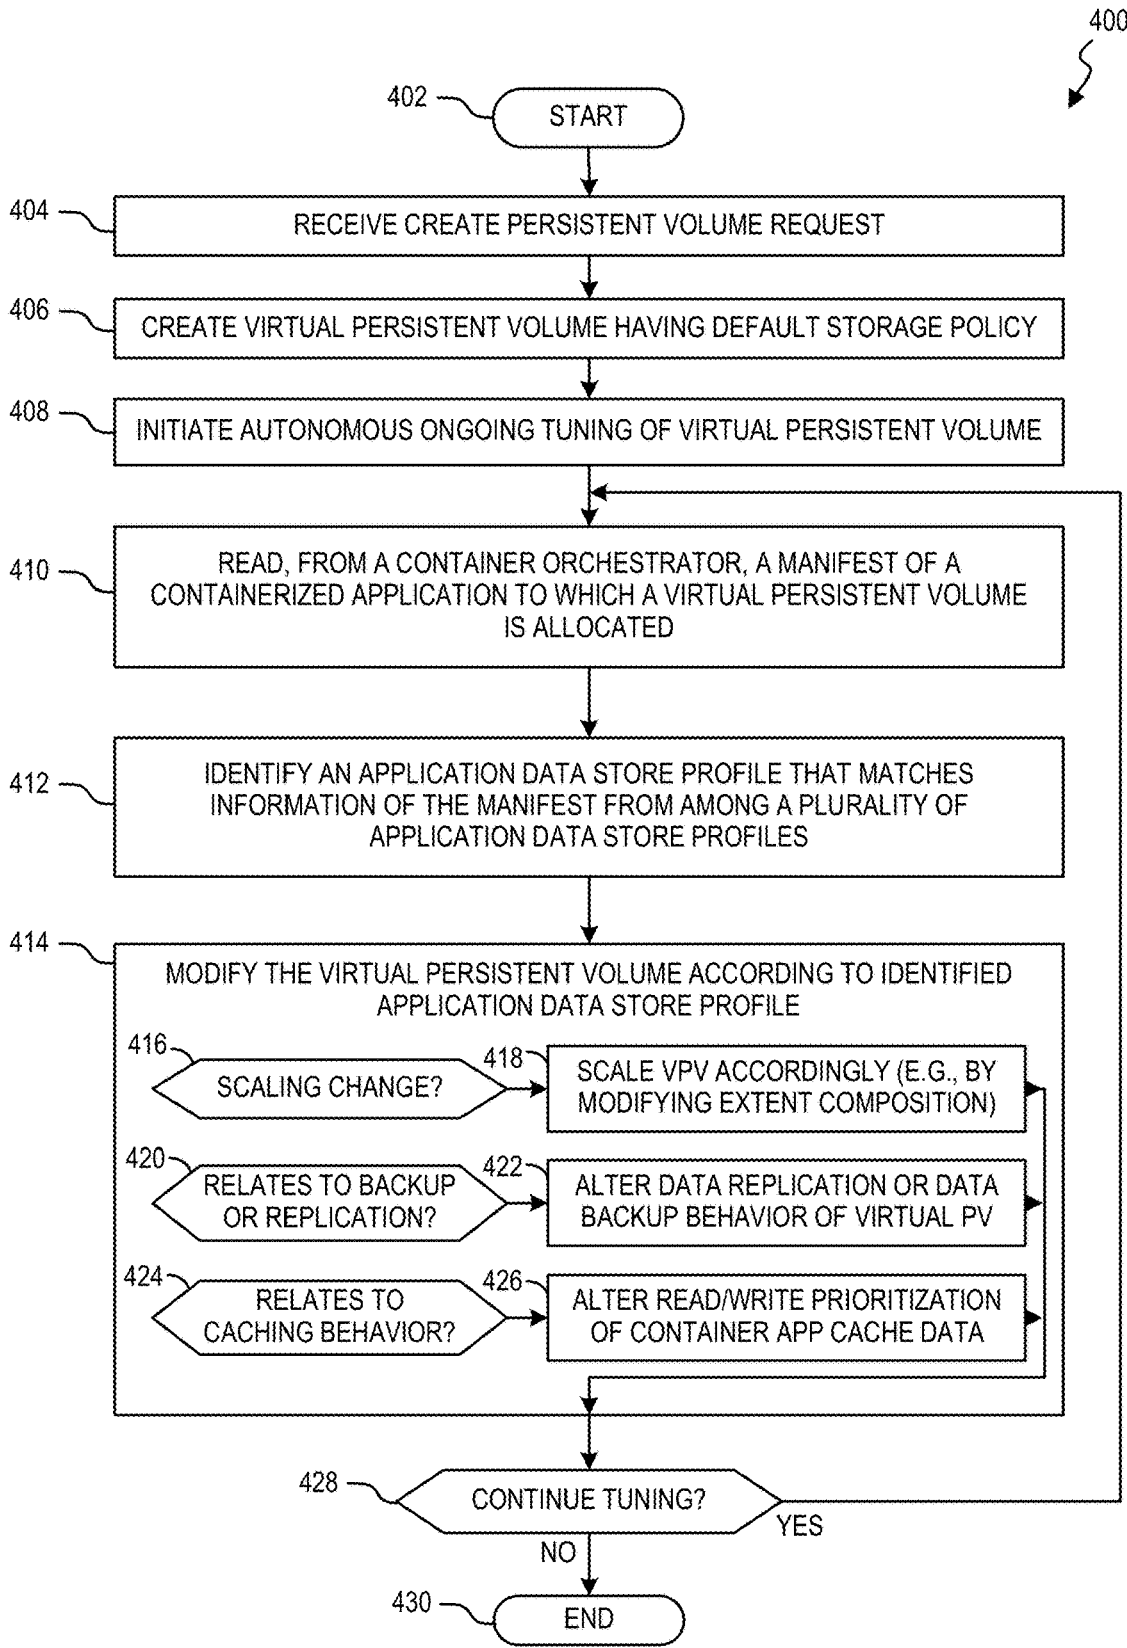 400
402
START
404
RECEIVE CREATE PERSISTENT VOLUME REQUEST
406
CREATE VIRTUAL PERSISTENT VOLUME HAVING DEFAULT STORAGE POLICY
408
INITIATE AUTONOMOUS ONGOING TUNING OF VIRTUAL PERSISTENT VOLUME
410
READ, FROM A CONTAINER ORCHESTRATOR, A MANIFEST OF A
CONTAINERIZED APPLICATION TO WHICH A VIRTUAL PERSISTENT VOLUME
IS ALLOCATED
412
IDENTIFY AN APPLICATION DATA STORE PROFILE THAT MATCHES
INFORMATION OF THE MANIFEST FROM AMONG A PLURALITY OF
APPLICATION DATA STORE PROFILES
414
MODIFY THE VIRTUAL PERSISTENT VOLUME ACCORDING TO IDENTIFIED
APPLICATION DATA STORE PROFILE
416
SCALING CHANGE?
418
SCALE VPV ACCORDINGLY (E.G., BY
MODIFYING EXTENT COMPOSITION)
420
RELATES TO BACKUP
OR REPLICATION?
422
ALTER DATA REPLICATION OR DATA
BACKUP BEHAVIOR OF VIRTUAL PV
424
RELATES TO
CACHING BEHAVIOR?
426
ALTER READ/WRITE PRIORITIZATION
OF CONTAINER APP CACHE DATA
428
CONTINUE TUNING?
YES
NO
430
END